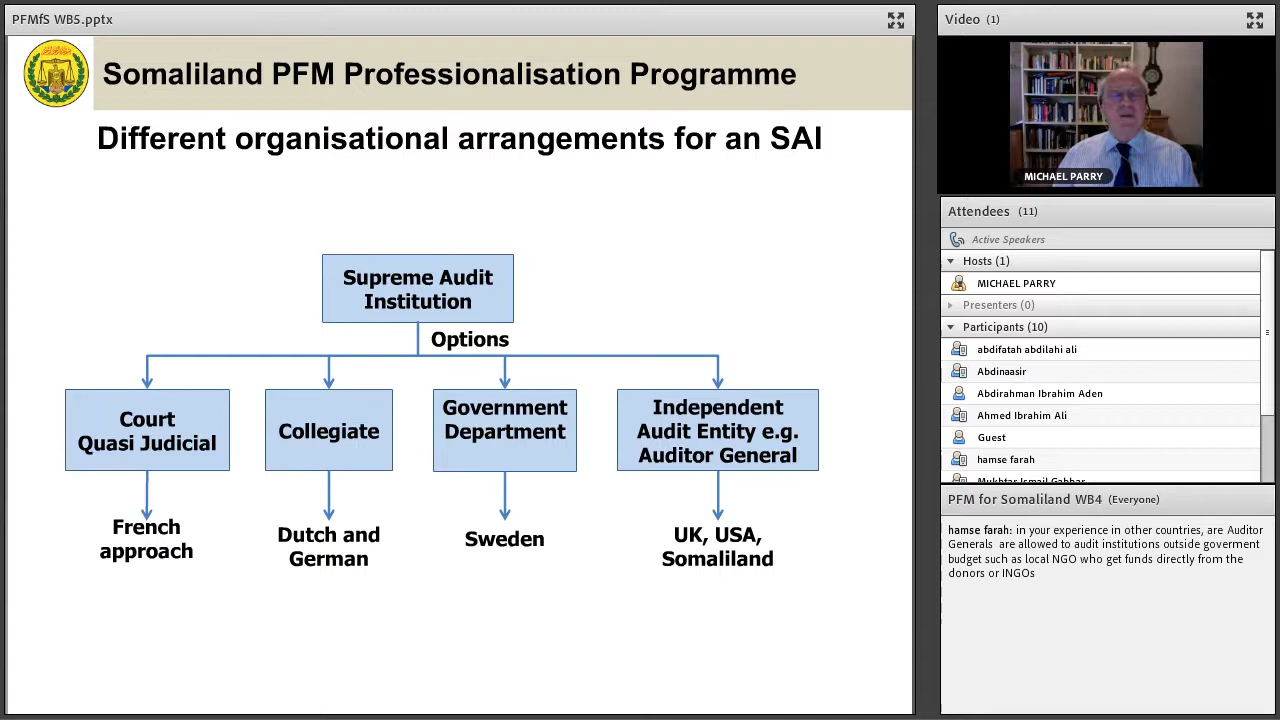 PFMfS WB5.pptx
Somaliland PFM Professionalisation Programme
Different organisational arrangements for an SAI
Supreme Audit
Institution
Options
Court
Quasi Judicial
Collegiate
Government
Department
Independent
Audit Entity e.g.
Auditor General
French
approach
Dutch and
German
Sweden
UK, USA,
Somaliland
Video (1)
MICHAEL PARRY
Attendees (11)
Active Speakers
Hosts (1)
MICHAEL PARRY
Presenters (0)
Participants (10)
abdifatah abdilahi ali
Abdinaasir
Abdirahman Ibrahim Aden
Ahmed Ibrahim Ali
Guest
hamse farah
Mukhtar Ismail Gabbar
PFM for Somaliland WB4 (Everyone)
hamse farah: in your experience in other countries, are Auditor
Generals are allowed to audit institutions outside goverment
budget such as local NGO who get funds directly from the
donors or INGOs